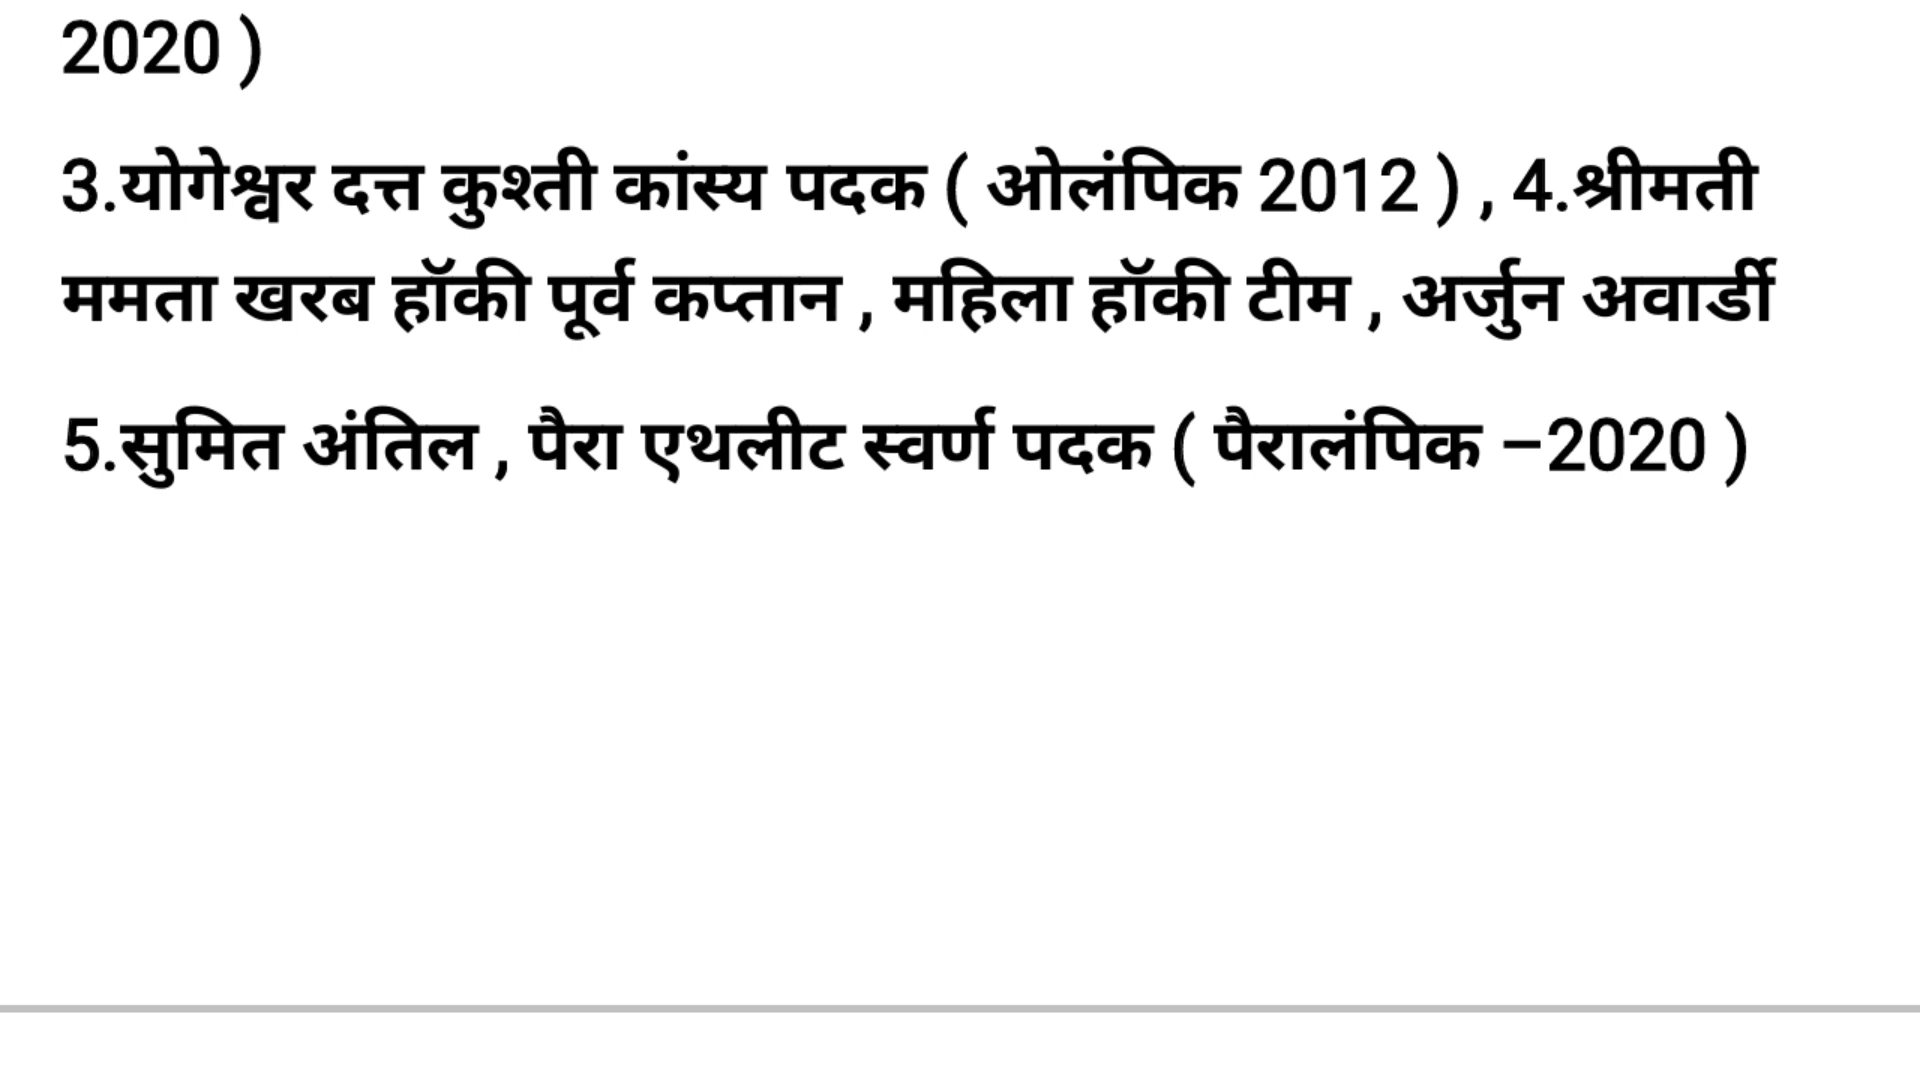 2020 )
3.योगेश्वर दत्त कुश्ती कांस्य पदक ( ओलंपिक 2012 ) , 4.श्रीमती
ममता खरब हॉकी पूर्व कप्तान , महिला हॉकी टीम , अर्जुन अवार्डी
5.सुमित अंतिल , पैरा एथलीट स्वर्ण पदक ( पैरालंपिक –2020 )